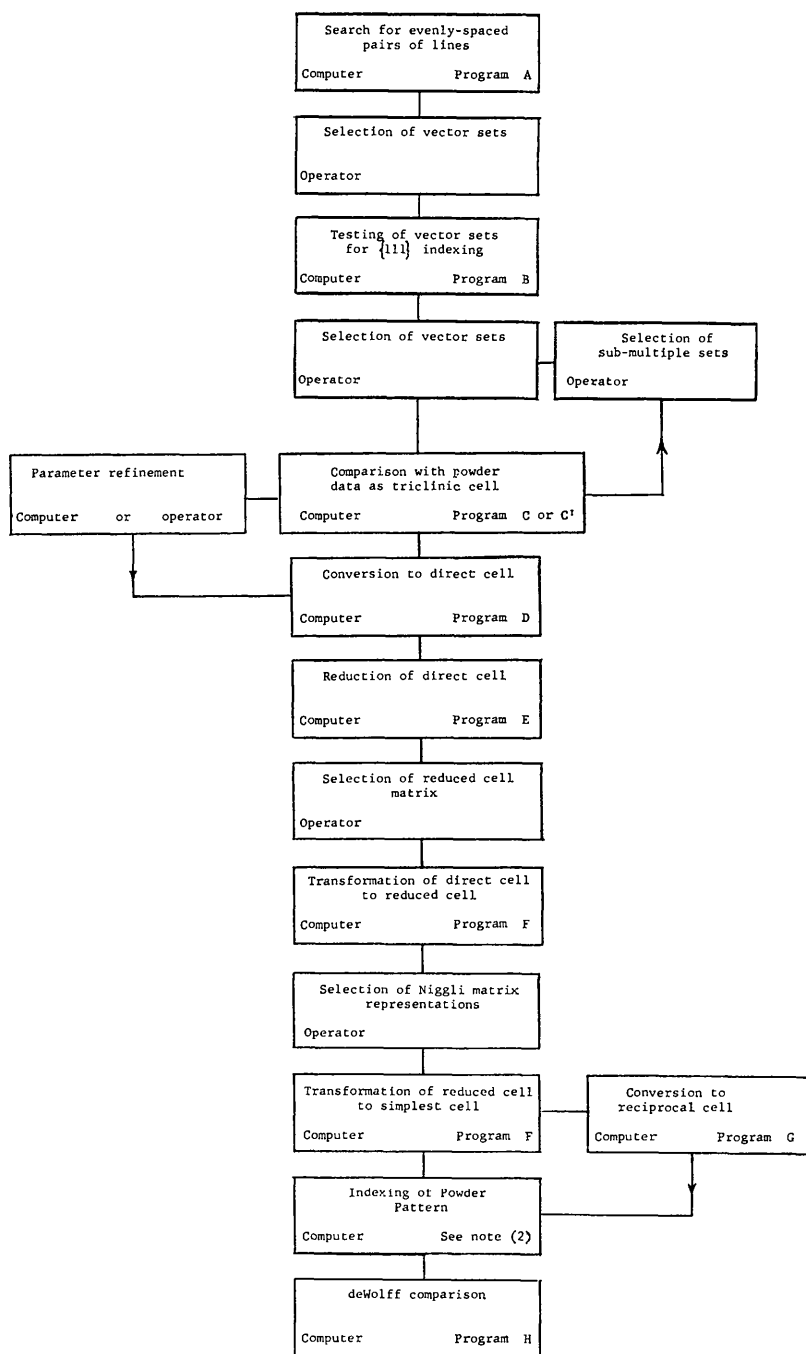 Search for evenly-spaced
pairs of lines
Computer Program A
Selection of vector sets
Operator
Testing of vector sets
for {111} indexing
Computer Program B
Selection of vector sets
Operator
Selection of
sub-multiple sets
Operator
Parameter refinement
Computer or operator
Comparison with powder
data as triclinic cell
Computer Program C or C'
Conversion to direct cell
Computer Program D
Reduction of direct cell
Computer Program E
Selection of reduced cell
matrix
Operator
Transformation of direct cell
to reduced cell
Computer Program F
Selection of Niggli matrix
representations
Operator
Transformation of reduced cell
to simplest cell
Computer Program F
Conversion to
reciprocal cell
Computer Program G
Indexing of Powder
Pattern
Computer See note (2)
deWolff comparison
Computer Program H